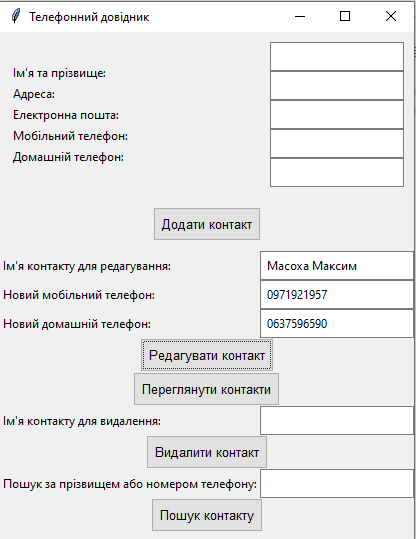 Телефонний довідник
Ім'я та прізвище:
Адреса:
Електронна пошта:
Мобільний телефон:
Домашній телефон:
Додати контакт
Ім'я контакту для редагування: Масоха Максим
Новий мобільний телефон: 0971921957
Новий домашній телефон: 0637596590
Редагувати контакт
Переглянути контакти
Ім'я контакту для видалення:
Видалити контакт
Пошук за прізвищем або номером телефону:
Пошук контакту